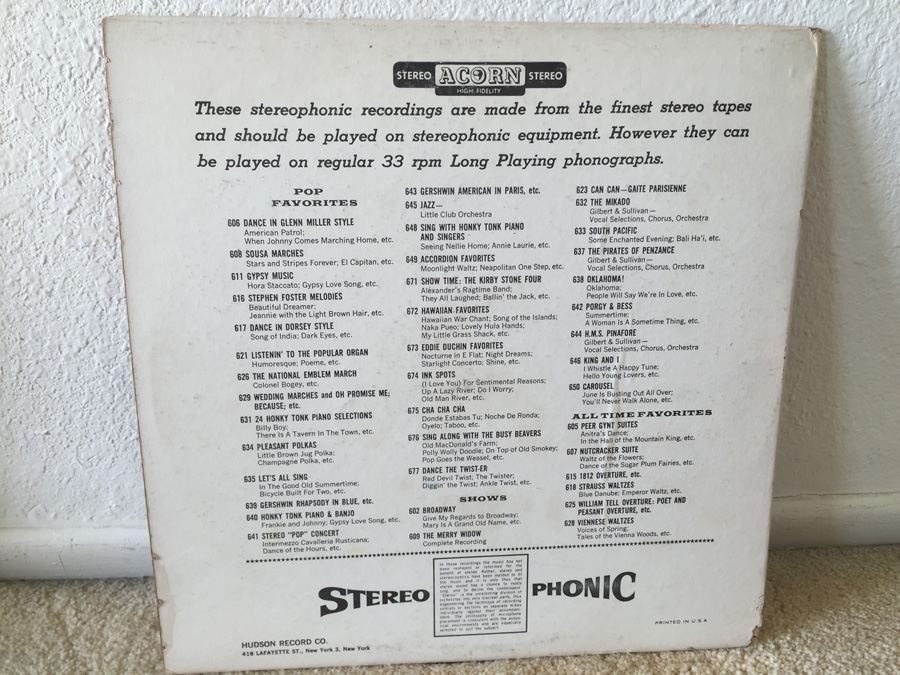 STEREO ACORN STEREO
HIGH FIDELITY
These stereophonic recordings are made from the finest stereo tapes
and should be played on stereophonic equipment. However they can
be played on regular 33 rpm Long Playing phonographs.
POP
FAVORITES
606 DANCE IN GLENN MILLER STYLE
American Patrol;
When Johnny Comes Marching Home, etc.
608 SOUSA MARCHES
Stars and Stripes Forever; El Capitan, etc.
611 GYPSY MUSIC
Hora Staccato; Gypsy Love Song, etc.
616 STEPHEN FOSTER MELODIES
Beautiful Dreamer;
Jeannie with the Light Brown Hair, etc.
617 DANCE IN DORSEY STYLE
Song of India; Dark Eyes, etc.
621 LISTENIN' TO THE POPULAR ORGAN
Humoresque; Poeme, etc.
626 THE NATIONAL EMBLEM MARCH
Colonel Bogey, etc.
629 WEDDING MARCHES and OH PROMISE ME;
BECAUSE; etc.
631 24 HONKY TONK PIANO SELECTIONS
Billy Boy;
There Is A Tavern In The Town, etc.
634 PLEASANT POLKAS
Little Brown Jug Polka;
Champagne Polka, etc.
635 LET'S ALL SING
In The Good Old Summertime;
Bicycle Built For Two, etc.
639 GERSHWIN RHAPSODY IN BLUE, etc.
640 HONKY TONK PIANO & BANJO
Frankie and Johnny; Gypsy Love Song, etc.
641 STEREO "POP" CONCERT
Intermezzo Cavalleria Rusticana;
Dance of the Hours, etc.
643 GERSHWIN AMERICAN IN PARIS, etc.
645 JAZZ—
Little Club Orchestra
648 SING WITH HONKY TONK PIANO
AND SINGERS
Seeing Nellie Home; Annie Laurie, etc.
649 ACCORDION FAVORITES
Moonlight Waltz; Neapolitan One Step, etc.
671 SHOW TIME: THE KIRBY STONE FOUR
Alexander's Ragtime Band;
They All Laughed; Ballin' the Jack, etc.
672 HAWAIIAN FAVORITES
Hawaiian War Chant; Song of the Islands;
Naka Pueo; Lovely Hula Hands;
My Little Grass Shack, etc.
673 EDDIE DUCHIN FAVORITES
Nocturne in E Flat; Night Dreams;
Starlight Concerto; Shine, etc.
674 INK SPOTS
(I Love You) For Sentimental Reasons;
Up A Lazy River; Do I Worry;
Old Man River, etc.
675 CHA CHA CHA
Donde Estabas Tu; Noche De Ronda;
Oyelo; Taboo, etc.
676 SING ALONG WITH THE BUSY BEAVERS
Old MacDonald's Farm;
Polly Wolly Doodle; On Top of Old Smokey;
Pop Goes the Weasel, etc.
677 DANCE THE TWIST-ER
Red Devil Twist; The Twister;
Diggin' the Twist; Ankle Twist, etc.
SHOWS
602 BROADWAY
Give My Regards to Broadway;
Mary Is A Grand Old Name, etc.
609 THE MERRY WIDOW
Complete Recording
623 CAN CAN—GAITE PARISIENNE
632 THE MIKADO
Gilbert & Sullivan—
Vocal Selections, Chorus, Orchestra
633 SOUTH PACIFIC
Some Enchanted Evening; Bali Ha'i, etc.
637 THE PIRATES OF PENZANCE
Gilbert & Sullivan—
Vocal Selections, Chorus, Orchestra
638 OKLAHOMA!
Oklahoma;
People Will Say We're In Love, etc.
642 PORGY & BESS
Summertime;
A Woman Is A Sometime Thing, etc.
644 H.M.S. PINAFORE
Gilbert & Sullivan—
Vocal Selections, Chorus, Orchestra
646 KING AND I
I Whistle A Happy Tune;
Hello Young Lovers, etc.
650 CAROUSEL
June Is Busting Out All Over;
You'll Never Walk Alone, etc.
ALL TIME FAVORITES
605 PEER GYNT SUITES
Anitra's Dance;
In the Hall of the Mountain King, etc.
607 NUTCRACKER SUITE
Waltz of the Flowers;
Dance of the Sugar Plum Fairies, etc.
615 1812 OVERTURE, etc.
618 STRAUSS WALTZES
Blue Danube; Emperor Waltz, etc.
625 WILLIAM TELL OVERTURE: POET AND
PEASANT OVERTURE, etc.
628 VIENNESE WALTZES
Voices of Spring;
Tales of the Vienna Woods, etc.
STEREO PHONIC
In these recordings the music has not
been reshaped or reformed for the
benefit of stereo. Rather, stereo and
HUDSON RECORD CO.
418 LAFAYETTE ST., New York 3, New York
PRINTED IN U.S.A.